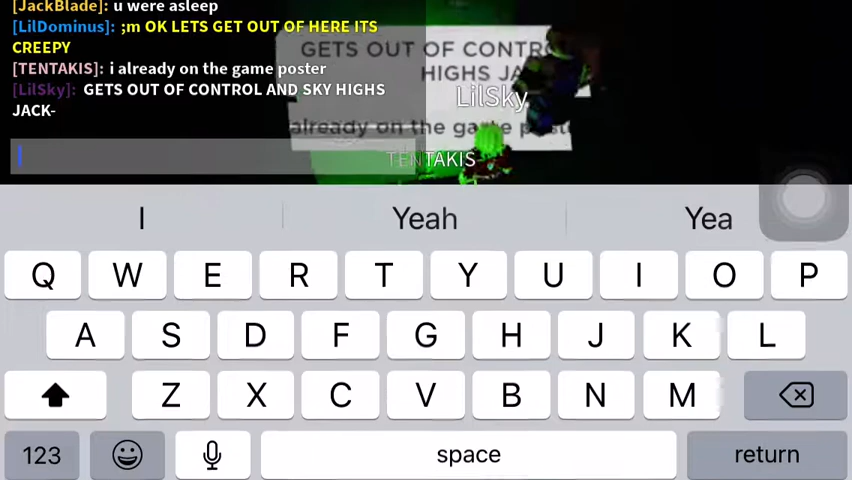 [JackBlade]: u were asleep
[LilDominus]: ;m OK LETS GET OUT OF HERE ITS
CREEPY
[TENTAKIS]: i already on the game poster
[LilSky]: GETS OUT OF CONTROL AND SKY HIGHS
JACK-
GETS OUT OF CONTRO
HIGHS JA
LilSky
already on the game
TENTAKIS
I Yeah Yea
Q W E R T Y U I O P
A S D F G H J K L
Z X C V B N M
123 space return